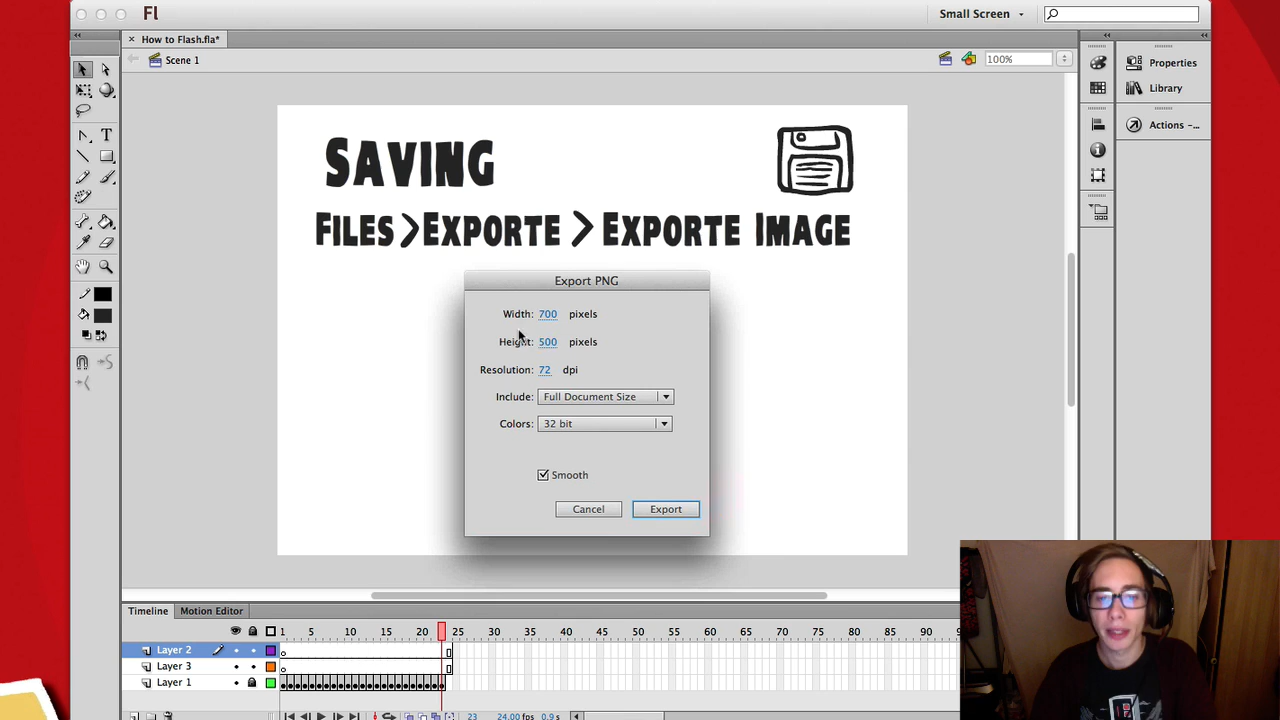 Fl
Small Screen
How to Flash.fla*
Scene 1
100%
Properties
Library
Actions -...
SAVING
FILES>EXPORTE > EXPORTE IMAGE
Export PNG
Width: 700 pixels
Height: 500 pixels
Resolution: 72 dpi
Include: Full Document Size
Colors: 32 bit
Smooth
Cancel
Export
Timeline
Motion Editor
1 5 10 15 20 25 30 35 40 45 50 55 60 65 70 75 80 85 90 95
Layer 2
Layer 3
Layer 1
23 24.00 fps 0.9 s